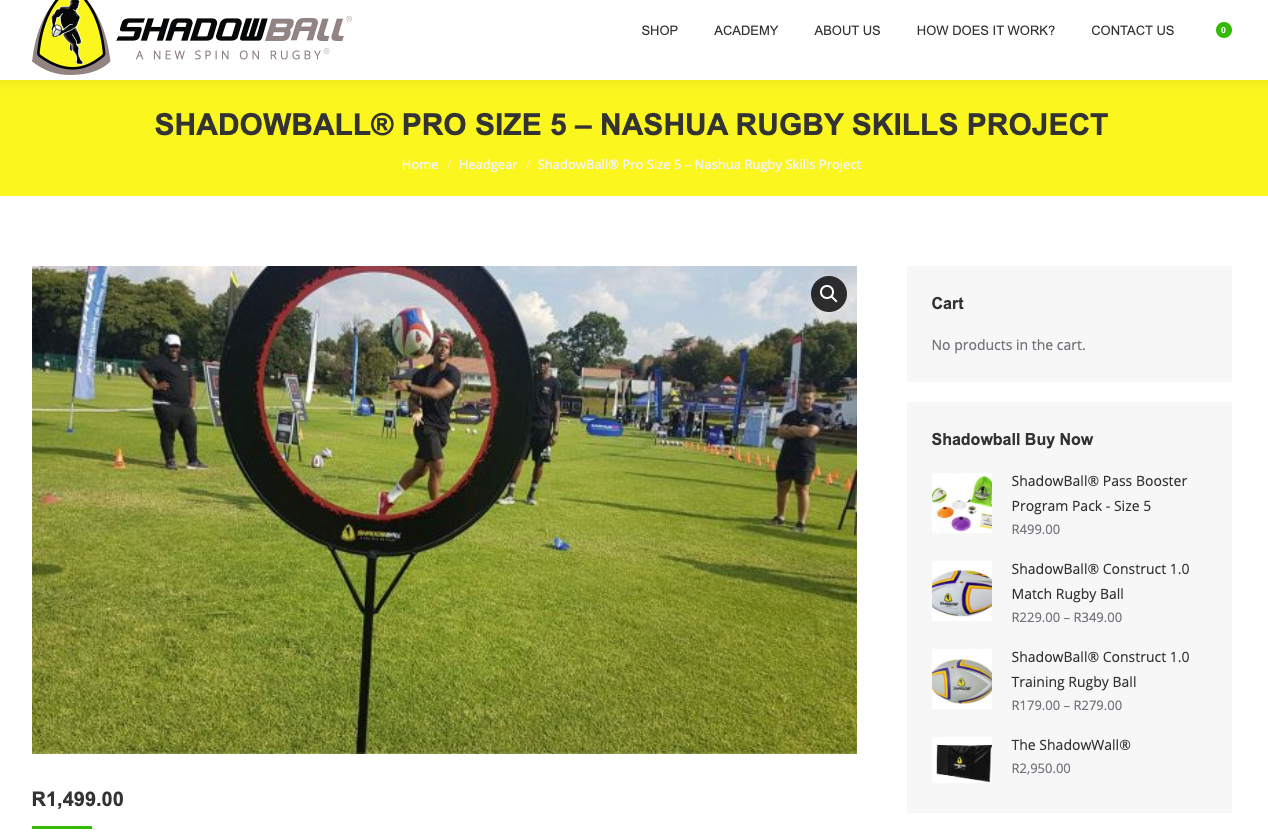 SHADOWBALL®
A NEW SPIN ON RUGBY®
SHOP
ACADEMY
ABOUT US
HOW DOES IT WORK?
CONTACT US
0
SHADOWBALL® PRO SIZE 5 – NASHUA RUGBY SKILLS PROJECT
Home / Headgear / ShadowBall® Pro Size 5 – Nashua Rugby Skills Project
SHADOWBALL
R1,499.00
Cart
No products in the cart.
Shadowball Buy Now
ShadowBall® Pass Booster
Program Pack - Size 5
R499.00
ShadowBall® Construct 1.0
Match Rugby Ball
R229.00 – R349.00
ShadowBall® Construct 1.0
Training Rugby Ball
R179.00 – R279.00
The ShadowWall®
R2,950.00